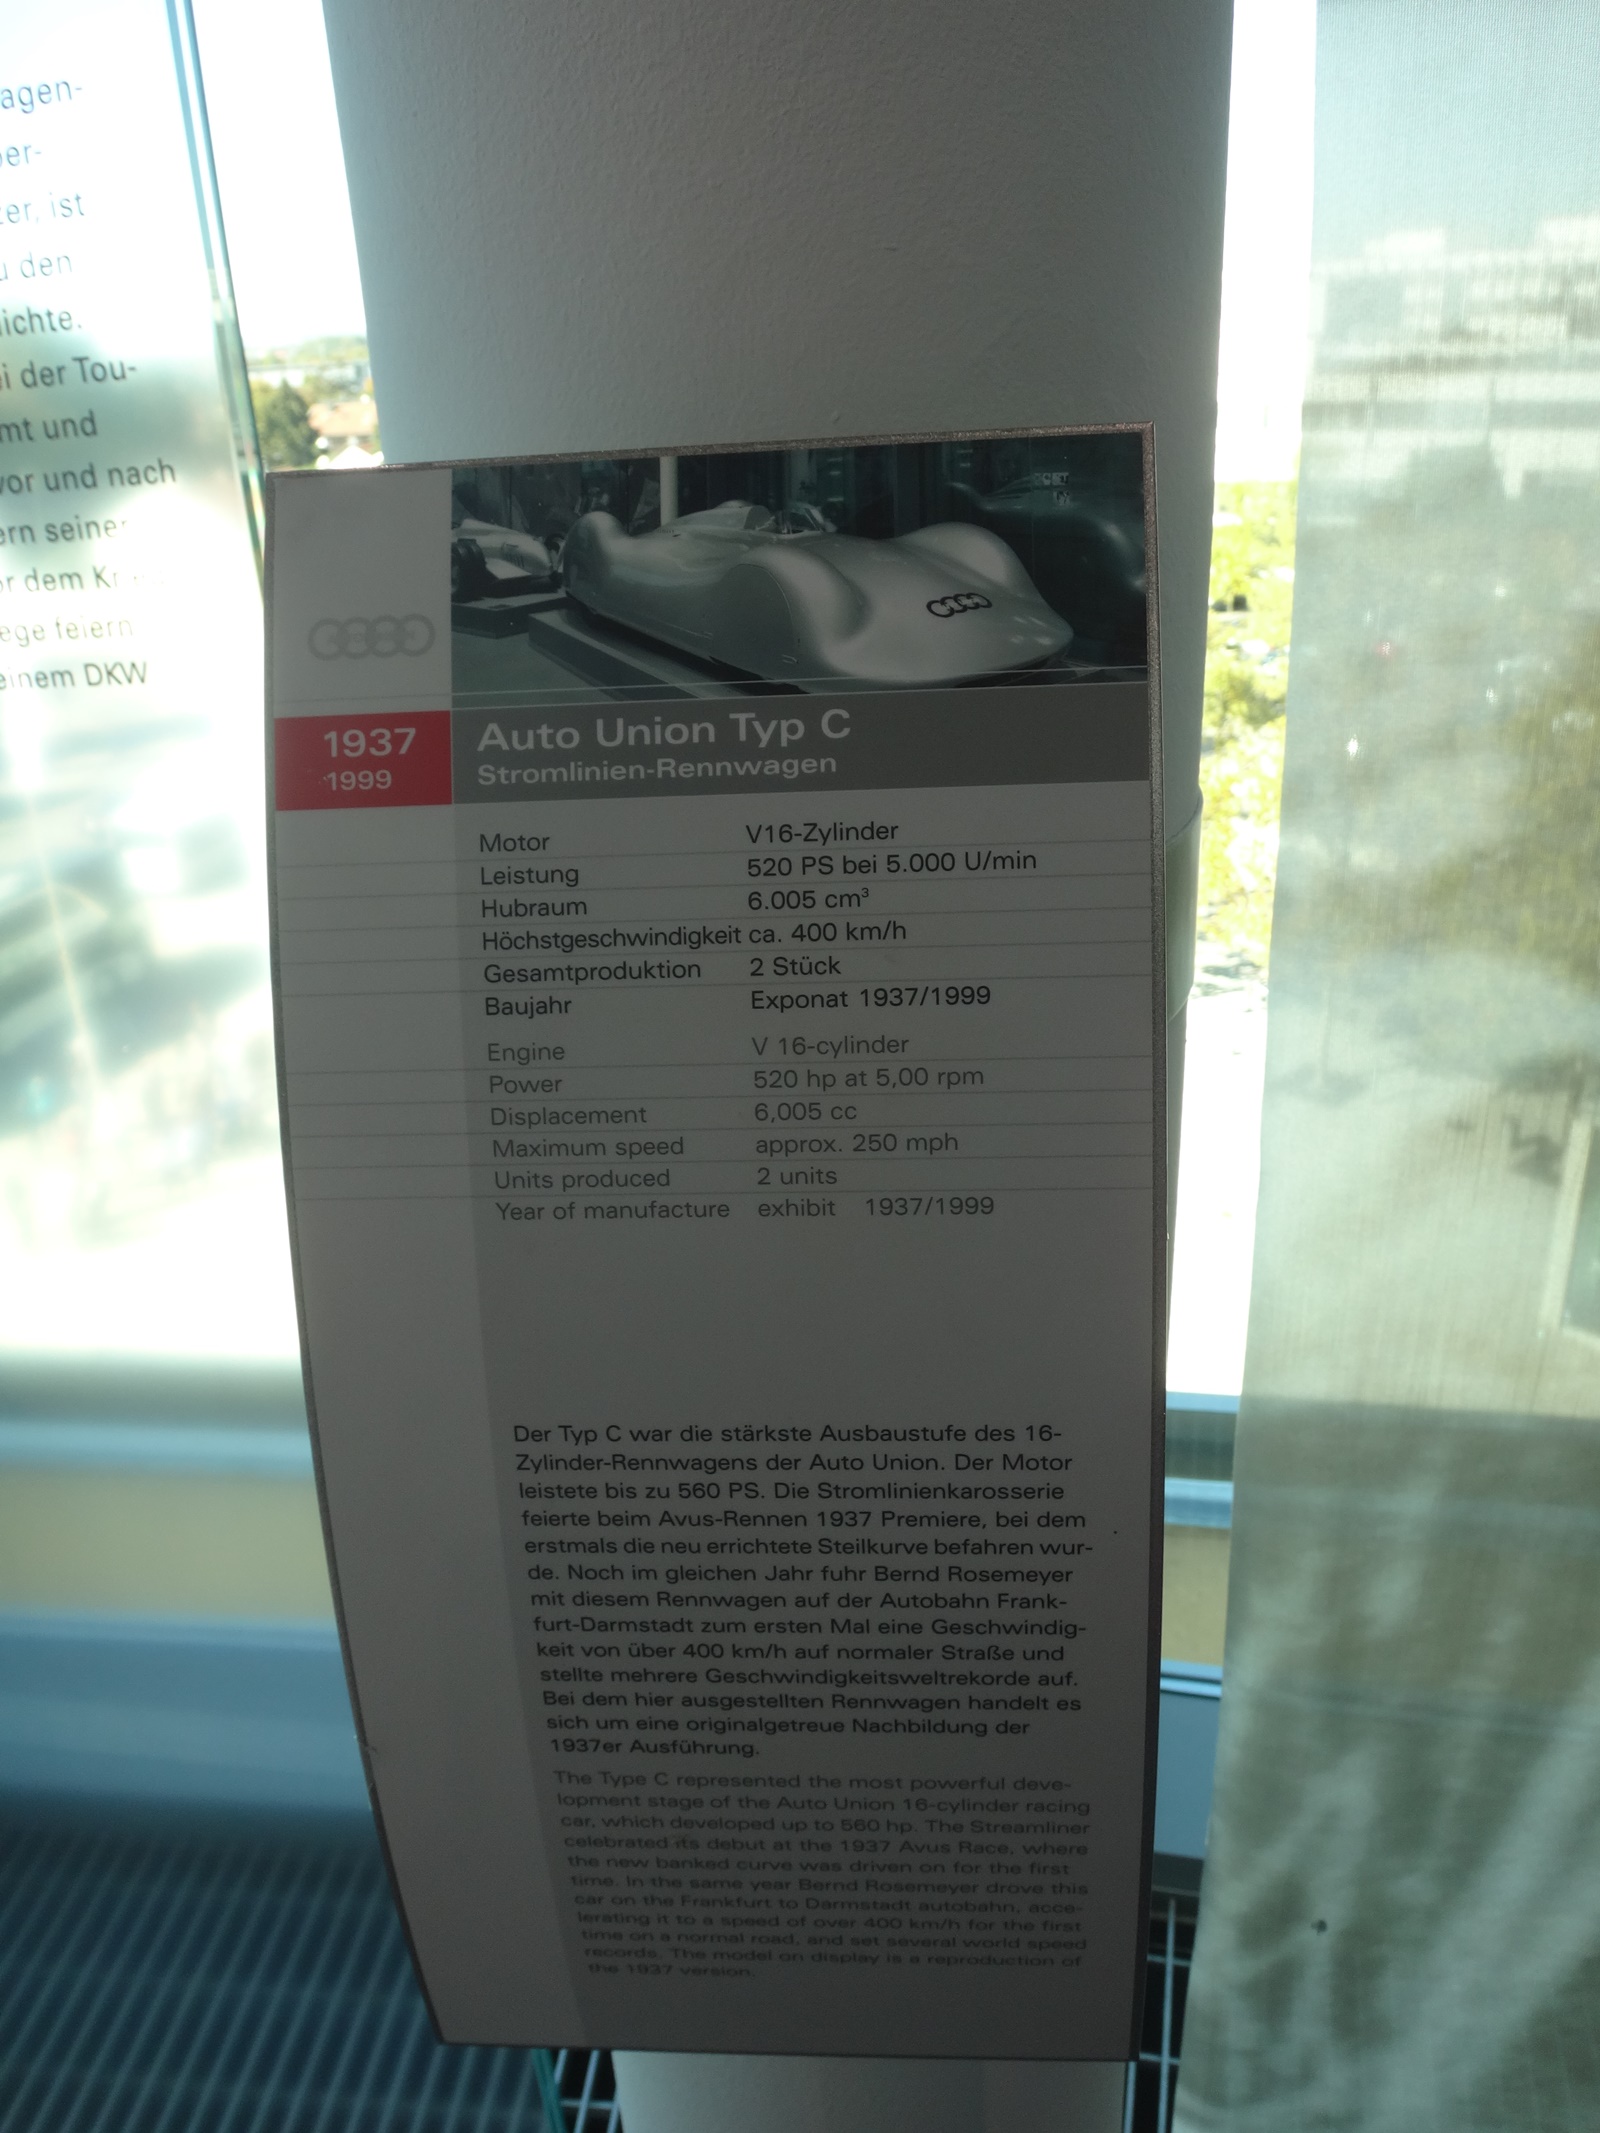 agen-
ber-
zer, ist
u den
ichte.
ei der Tou-
mt und
vor und nach
ern seine
or dem Kr
ege feiern
einem DKW
1937
1999
Auto Union Typ C
Stromlinien-Rennwagen
Motor V16-Zylinder
Leistung 520 PS bei 5.000 U/min
Hubraum 6.005 cm³
Höchstgeschwindigkeit ca. 400 km/h
Gesamtproduktion 2 Stück
Baujahr Exponat 1937/1999
Engine V 16-cylinder
Power 520 hp at 5,00 rpm
Displacement 6,005 cc
Maximum speed approx. 250 mph
Units produced 2 units
Year of manufacture exhibit 1937/1999
Der Typ C war die stärkste Ausbaustufe des 16-
Zylinder-Rennwagens der Auto Union. Der Motor
leistete bis zu 560 PS. Die Stromlinienkarosserie
feierte beim Avus-Rennen 1937 Premiere, bei dem
erstmals die neu errichtete Steilkurve befahren wur-
de. Noch im gleichen Jahr fuhr Bernd Rosemeyer
mit diesem Rennwagen auf der Autobahn Frank-
furt-Darmstadt zum ersten Mal eine Geschwindig-
keit von über 400 km/h auf normaler Straße und
stellte mehrere Geschwindigkeitsweltrekorde auf.
Bei dem hier ausgestellten Rennwagen handelt es
sich um eine originalgetreue Nachbildung der
1937er Ausführung.
The Type C represented the most powerful deve-
lopment stage of the Auto Union 16-cylinder racing
car, which developed up to 560 hp. The Streamliner
celebrated its debut at the 1937 Avus Race, where
the new banked curve was driven on for the first
time. In the same year Bernd Rosemeyer drove this
car on the Frankfurt to Darmstadt autobahn, acce-
lerating it to a speed of over 400 km/h for the first
time on a normal road, and set several world speed
records. The model on display is a reproduction of
the 1937 version.